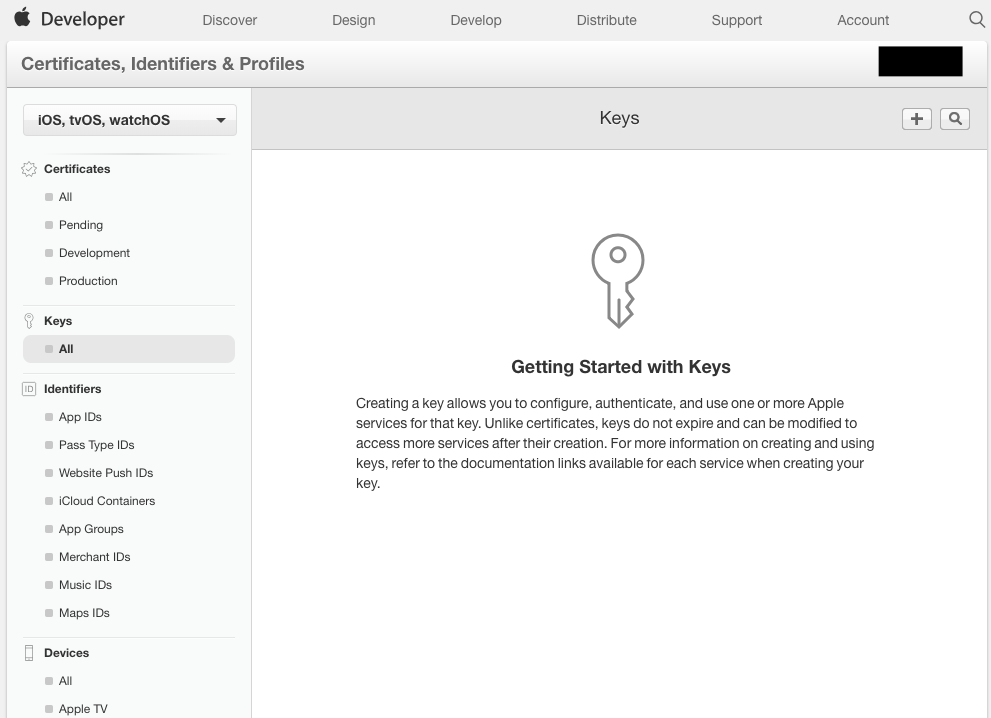 Developer
Discover
Design
Develop
Distribute
Support
Account
Certificates, Identifiers & Profiles
iOS, tvOS, watchOS
Keys
Certificates
All
Pending
Development
Production
Keys
All
Identifiers
App IDs
Pass Type IDs
Website Push IDs
iCloud Containers
App Groups
Merchant IDs
Music IDs
Maps IDs
Devices
All
Apple TV
Getting Started with Keys
Creating a key allows you to configure, authenticate, and use one or more Apple
services for that key. Unlike certificates, keys do not expire and can be modified to
access more services after their creation. For more information on creating and using
keys, refer to the documentation links available for each service when creating your
key.
ID